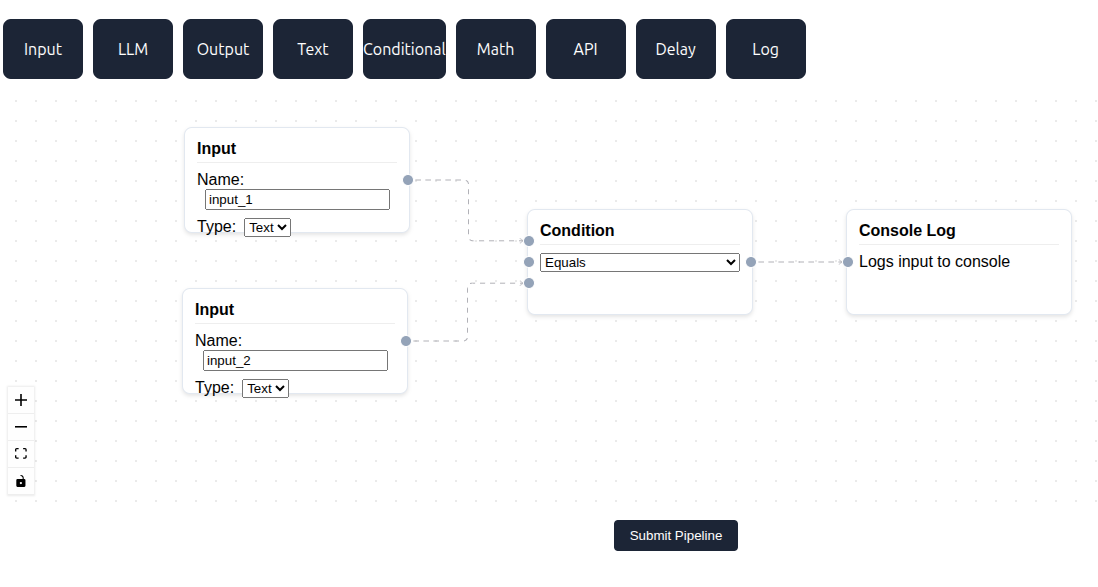 Input LLM Output Text Conditional Math API Delay Log
Input
Name:
input_1
Type: Text
Condition
Equals
Console Log
Logs input to console
Input
Name:
input_2
Type: Text
Submit Pipeline